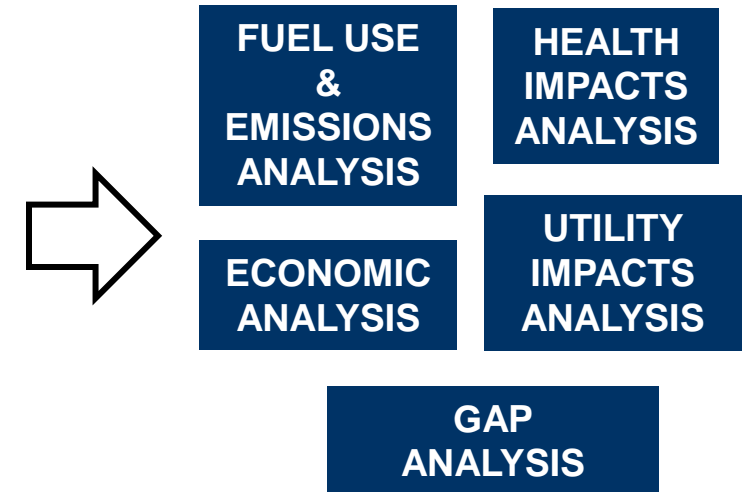 FUEL USE
&
EMISSIONS
ANALYSIS
HEALTH
IMPACTS
ANALYSIS
ECONOMIC
ANALYSIS
UTILITY
IMPACTS
ANALYSIS
GAP
ANALYSIS